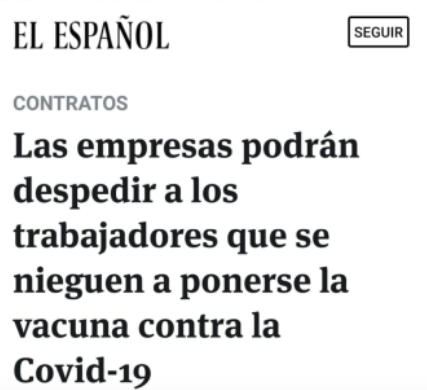 EL ESPAÑOL
SEGUIR
CONTRATOS
Las empresas podrán
despedir a los
trabajadores que se
nieguen a ponerse la
vacuna contra la
Covid-19